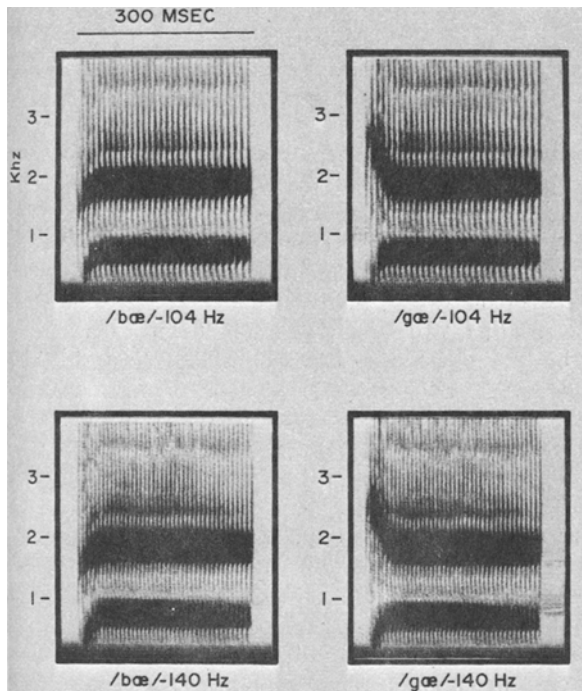 300 MSEC
Khz
3-
2-
1-
3-
2-
1-
/bæ/-104 Hz
/gæ/-104 Hz
3-
2-
1-
3-
2-
1-
/bæ/-140 Hz
/gæ/-140 Hz